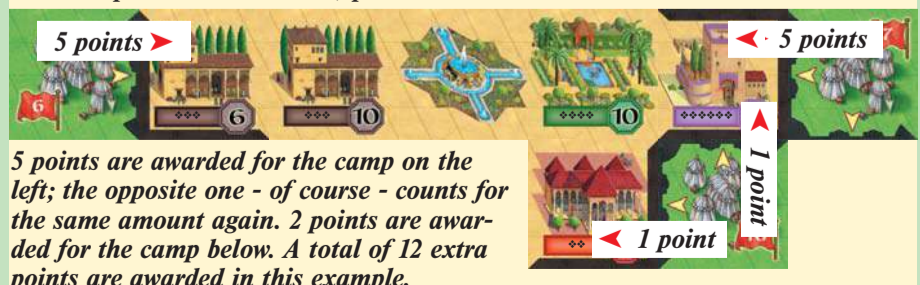 5 points
5 points
7
6
6
10
10
1 point
1 point
5 points are awarded for the camp on the
left; the opposite one - of course - counts for
the same amount again. 2 points are awar-
ded for the camp below. A total of 12 extra
points are awarded in this example.